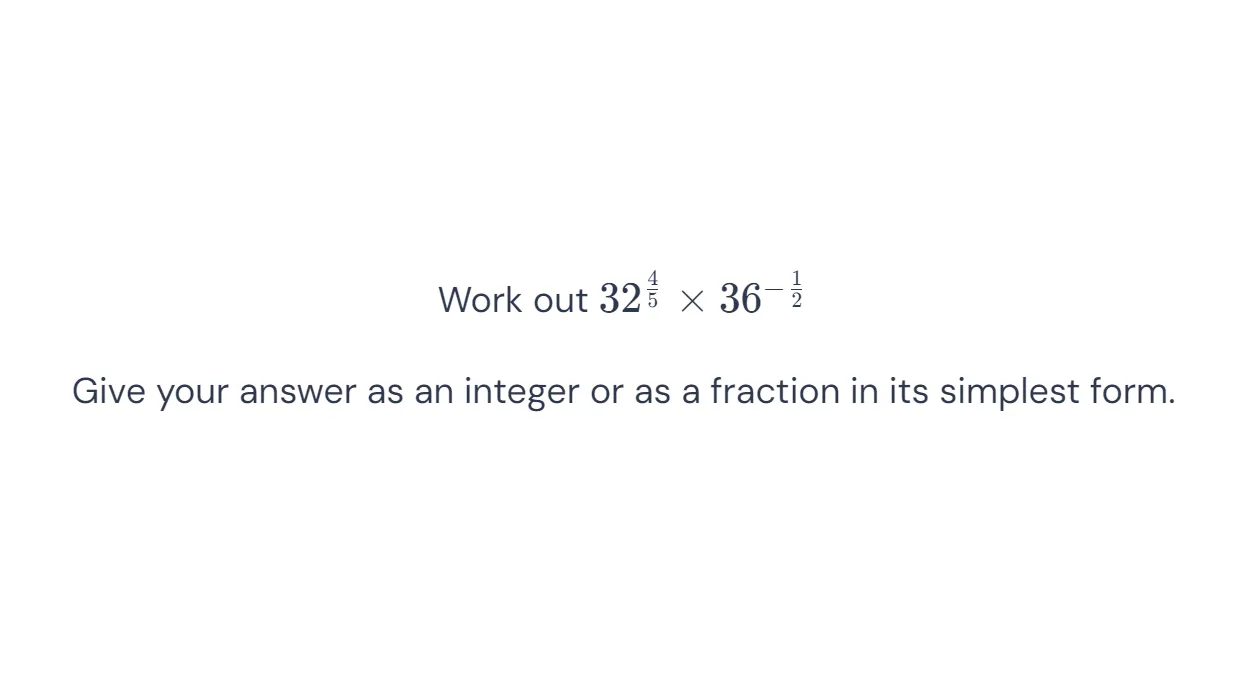 Work out $32^{\frac{4}{5}} \times 36^{-\frac{1}{2}}$
Give your answer as an integer or as a fraction in its simplest form.